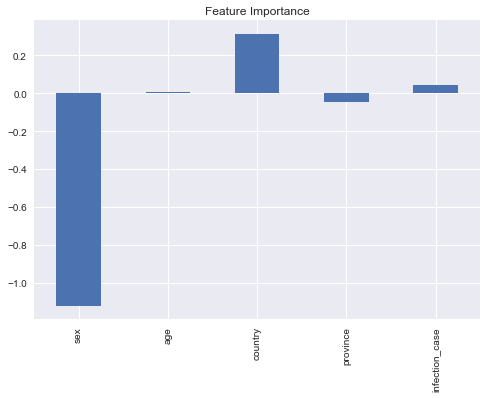 Feature Importance
0.2
0.0
−0.2
−0.4
−0.6
−0.8
−1.0
sex
age
country
province
infection_case